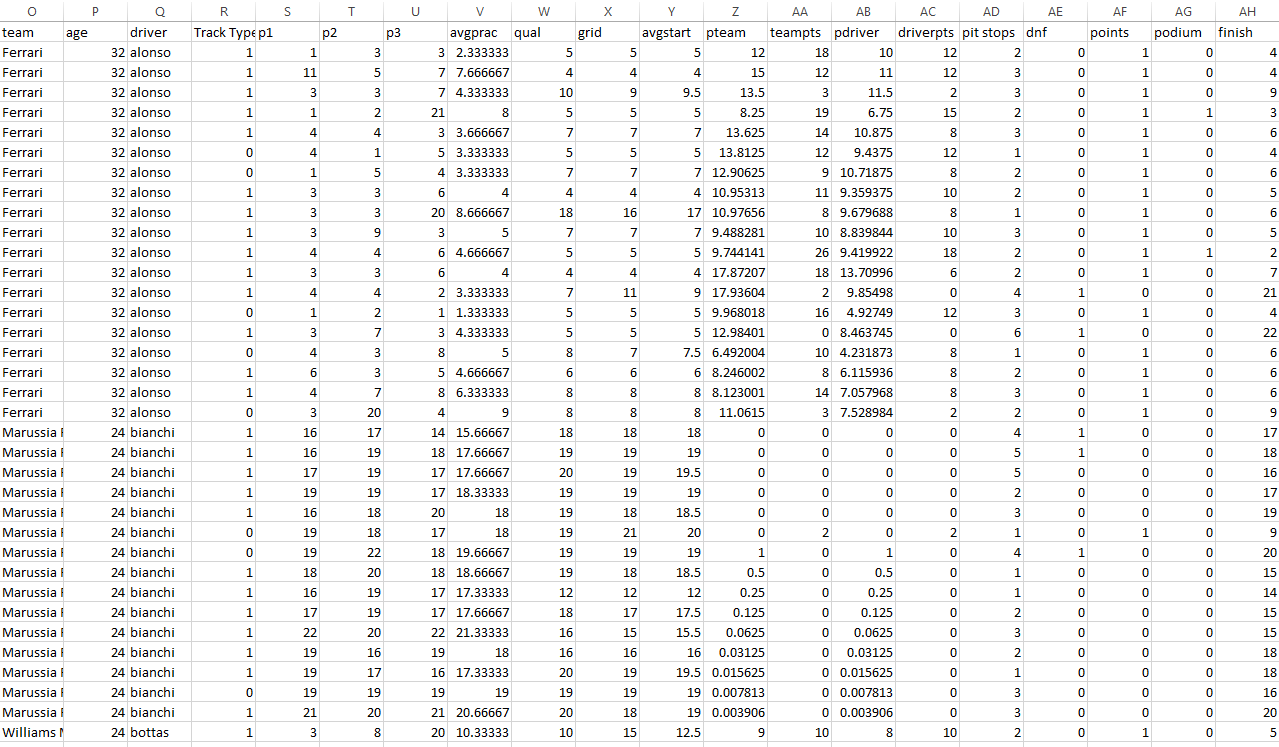 O P Q R S T U V W X Y Z AA AB AC AD AE AF AG AH
team age driver Track Type p1 p2 p3 avgprac qual grid avgstart pteam teampts pdriver driverpts pit stops dnf points podium finish
Ferrari 32 alonso 1 1 3 3 2.333333 5 5 5 12 18 10 12 2 0 1 0 4
Ferrari 32 alonso 1 11 5 7 7.666667 4 4 4 15 12 11 12 3 0 1 0 4
Ferrari 32 alonso 1 3 3 7 4.333333 10 9 9.5 13.5 3 11.5 2 3 0 1 0 9
Ferrari 32 alonso 1 1 2 21 8 5 5 5 8.25 19 6.75 15 2 0 1 1 3
Ferrari 32 alonso 1 4 4 3 3.666667 7 7 7 13.625 14 10.875 8 3 0 1 0 6
Ferrari 32 alonso 0 4 1 5 3.333333 5 5 5 13.8125 12 9.4375 12 1 0 1 0 4
Ferrari 32 alonso 0 1 5 4 3.333333 7 7 7 12.90625 9 10.71875 8 2 0 1 0 6
Ferrari 32 alonso 1 3 3 6 4 4 4 4 10.95313 11 9.359375 10 2 0 1 0 5
Ferrari 32 alonso 1 3 3 20 8.666667 18 16 17 10.97656 8 9.679688 8 1 0 1 0 6
Ferrari 32 alonso 1 3 9 3 5 7 7 7 9.488281 10 8.839844 10 3 0 1 0 5
Ferrari 32 alonso 1 4 4 6 4.666667 5 5 5 9.744141 26 9.419922 18 2 0 1 1 2
Ferrari 32 alonso 1 3 3 6 4 4 4 4 17.87207 18 13.70996 6 2 0 1 0 7
Ferrari 32 alonso 1 4 4 2 3.333333 7 11 9 17.93604 2 9.85498 0 4 1 1 0 21
Ferrari 32 alonso 0 1 2 1 1.333333 5 5 5 9.968018 16 4.92749 12 3 0 1 0 4
Ferrari 32 alonso 1 3 7 3 4.333333 5 5 5 12.98401 0 8.463745 0 6 1 0 0 22
Ferrari 32 alonso 0 4 3 8 5 8 7 7.5 6.492004 10 4.231873 8 1 0 1 0 6
Ferrari 32 alonso 1 6 3 5 4.666667 6 6 6 8.246002 8 6.115936 8 2 0 1 0 6
Ferrari 32 alonso 1 4 7 8 6.333333 8 8 8 8.123001 14 7.057968 8 3 0 1 0 6
Ferrari 32 alonso 0 3 20 4 9 8 8 8 11.0615 3 7.528984 2 2 0 1 0 9
Marussia 24 bianchi 1 16 17 14 15.66667 18 18 18 0 0 0 0 4 1 0 0 17
Marussia 24 bianchi 1 16 19 18 17.66667 19 19 19 0 0 0 0 5 1 0 0 18
Marussia 24 bianchi 1 17 19 17 17.66667 20 19 19.5 0 0 0 0 5 0 0 0 16
Marussia 24 bianchi 1 19 19 17 18.33333 19 19 19 0 0 0 0 2 0 0 0 17
Marussia 24 bianchi 1 16 18 20 18 19 18 18.5 0 0 0 0 3 0 0 0 19
Marussia 24 bianchi 0 19 18 17 18 19 21 20 0 2 0 2 1 0 1 0 9
Marussia 24 bianchi 0 19 22 18 19.66667 19 19 19 1 0 1 0 4 1 0 0 20
Marussia 24 bianchi 1 18 20 18 18.66667 19 18 18.5 0.5 0 0.5 0 1 0 0 0 15
Marussia 24 bianchi 1 16 19 17 17.33333 12 12 12 0.25 0 0.25 0 1 0 0 0 14
Marussia 24 bianchi 1 17 19 17 17.66667 18 17 17.5 0.125 0 0.125 0 2 0 0 0 15
Marussia 24 bianchi 1 22 20 22 21.33333 16 15 15.5 0.0625 0 0.0625 0 3 0 0 0 15
Marussia 24 bianchi 1 19 16 19 18 16 16 16 0.03125 0 0.03125 0 2 0 0 0 18
Marussia 24 bianchi 1 19 17 16 17.33333 20 19 19.5 0.015625 0 0.015625 0 1 0 0 0 18
Marussia 24 bianchi 0 19 19 19 19 19 19 19 0.007813 0 0.007813 0 3 0 0 0 16
Marussia 24 bianchi 1 21 20 21 20.66667 20 18 19 0.003906 0 0.003906 0 3 0 0 0 20
Williams 24 bottas 1 3 8 20 10.33333 10 15 12.5 9 10 8 10 2 0 1 0 5